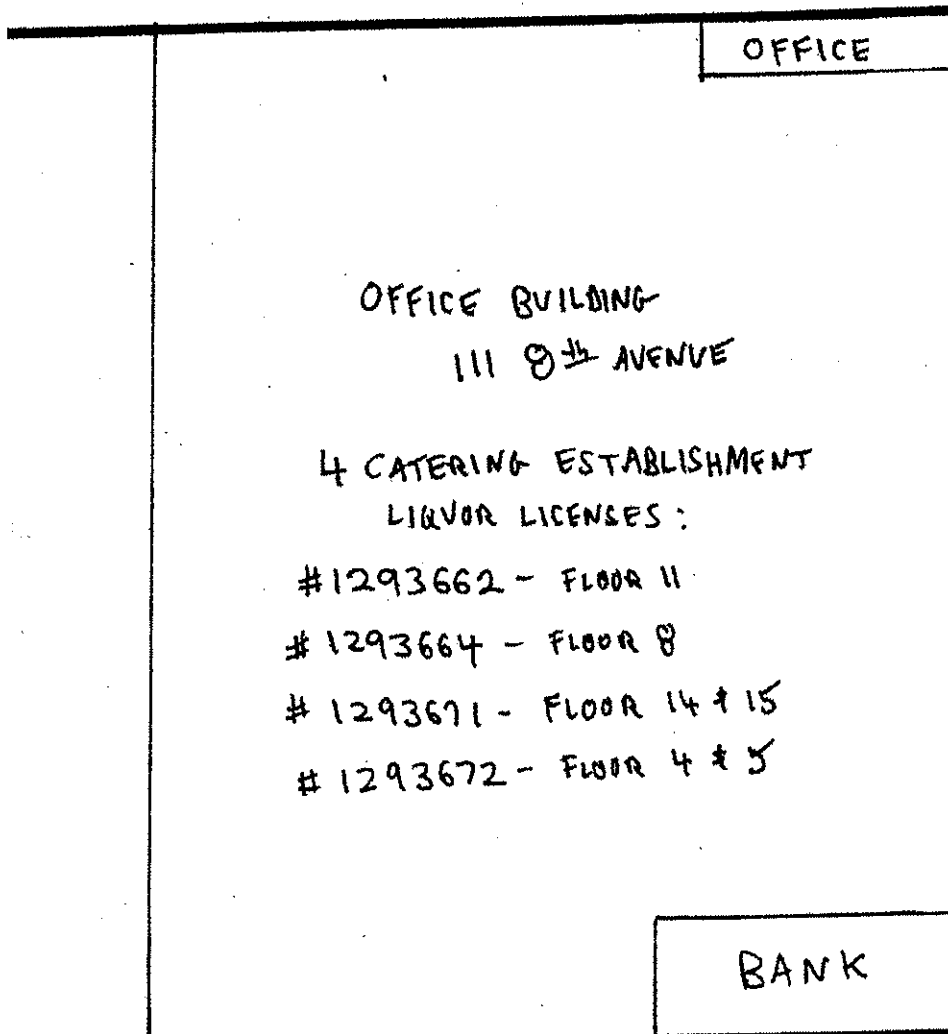 OFFICE
OFFICE BUILDING
111 8th AVENUE
4 CATERING ESTABLISHMENT
LIQUOR LICENSES:
#1293662 - FLOOR 11
#1293664 - FLOOR 8
#1293671 - FLOOR 14 & 15
#1293672 - FLOOR 4 & 5
BANK